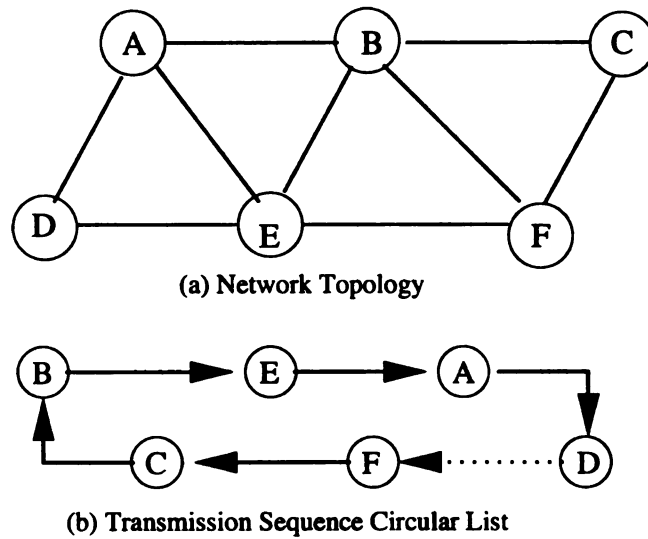 A B C
D E F
(a) Network Topology
B E A
C F D
(b) Transmission Sequence Circular List